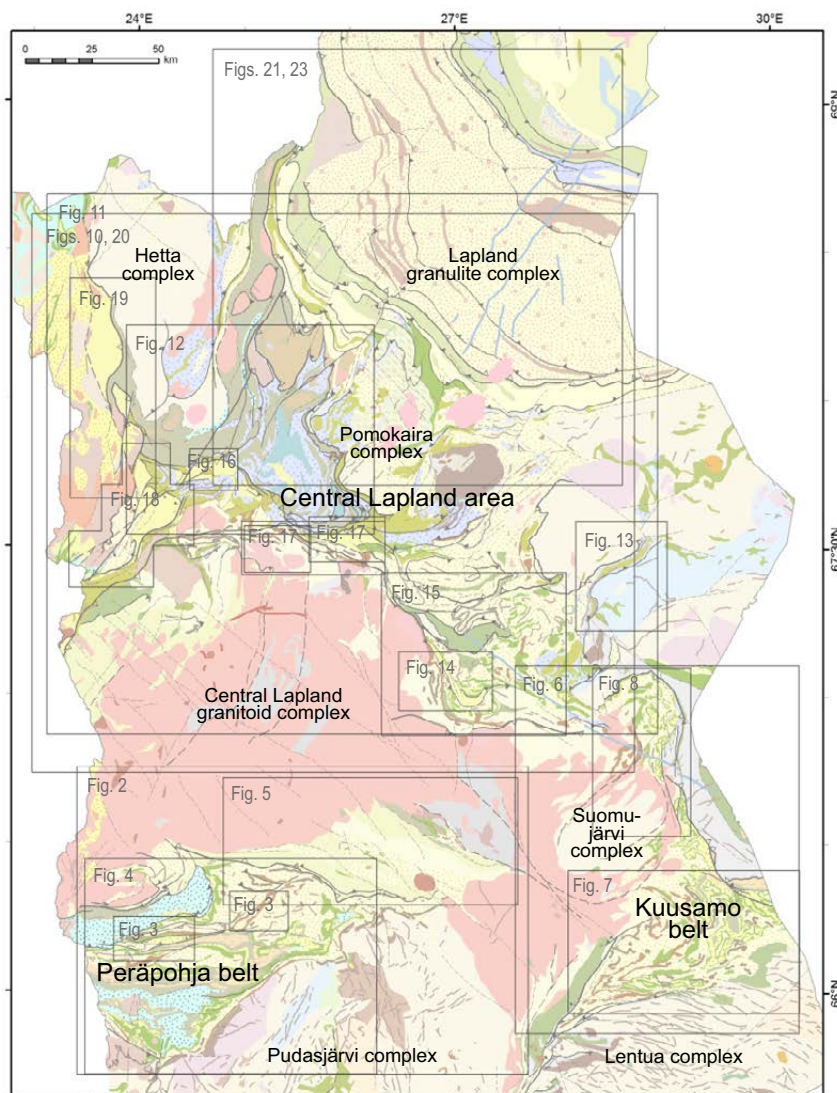 24°E
27°E
30°E
0 25 50
km
Figs. 21, 23
69°N
Fig. 11
Figs. 10, 20
Hetta
complex
Lapland
granulite complex
Fig. 19
Fig. 12
Pomokaira
complex
Fig. 16
Central Lapland area
Fig. 18
Fig. 17
Fig. 17
Fig. 13
67°30'N
Fig. 15
Fig. 14
Fig. 6
Fig. 8
Central Lapland
granitoid complex
Fig. 2
Fig. 5
Suomu-
järvi
complex
Fig. 4
Fig. 7
Fig. 3
Kuusamo
belt
Fig. 3
Peräpohja belt
66°N
Pudasjärvi complex
Lentua complex